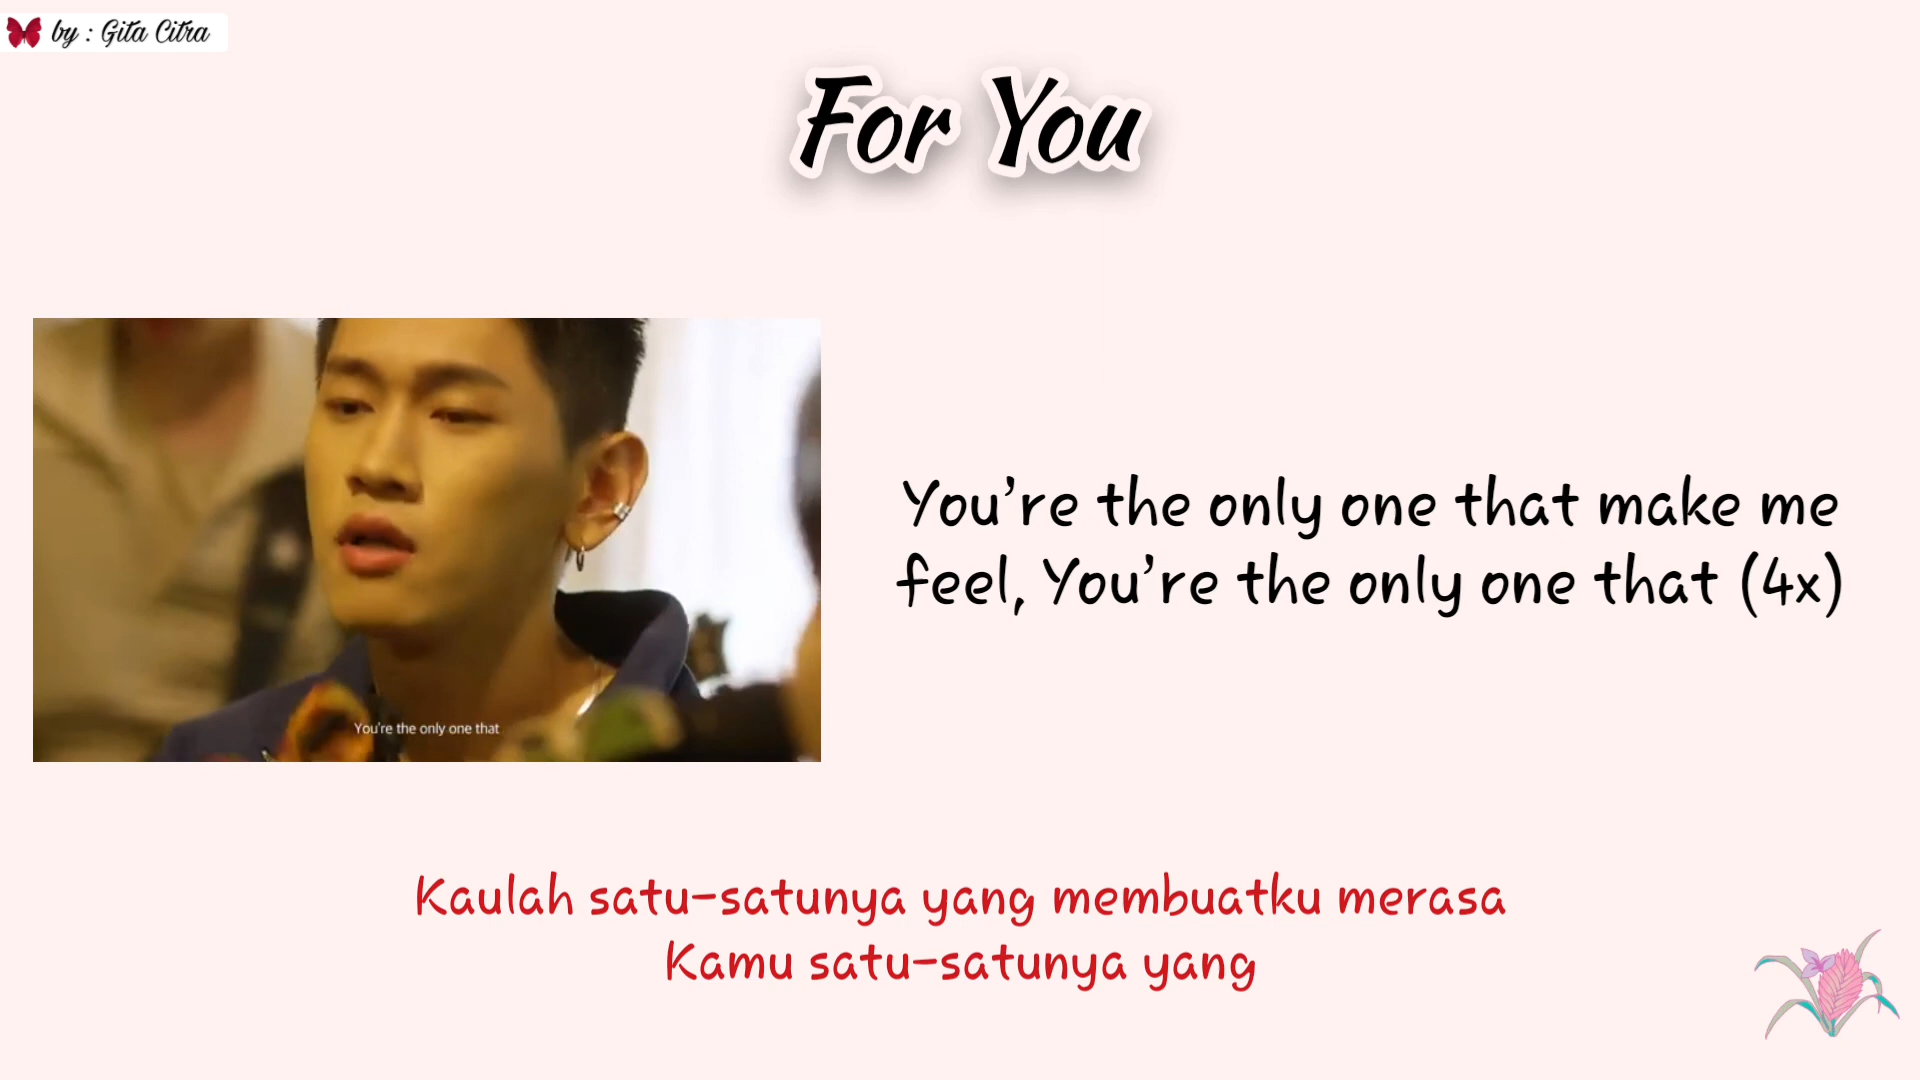 by : Gita Citra
For You
You're the only one that make me
feel, You're the only one that (4x)
You're the only one that
Kaulah satu-satunya yang membuatku merasa
Kamu satu-satunya yang